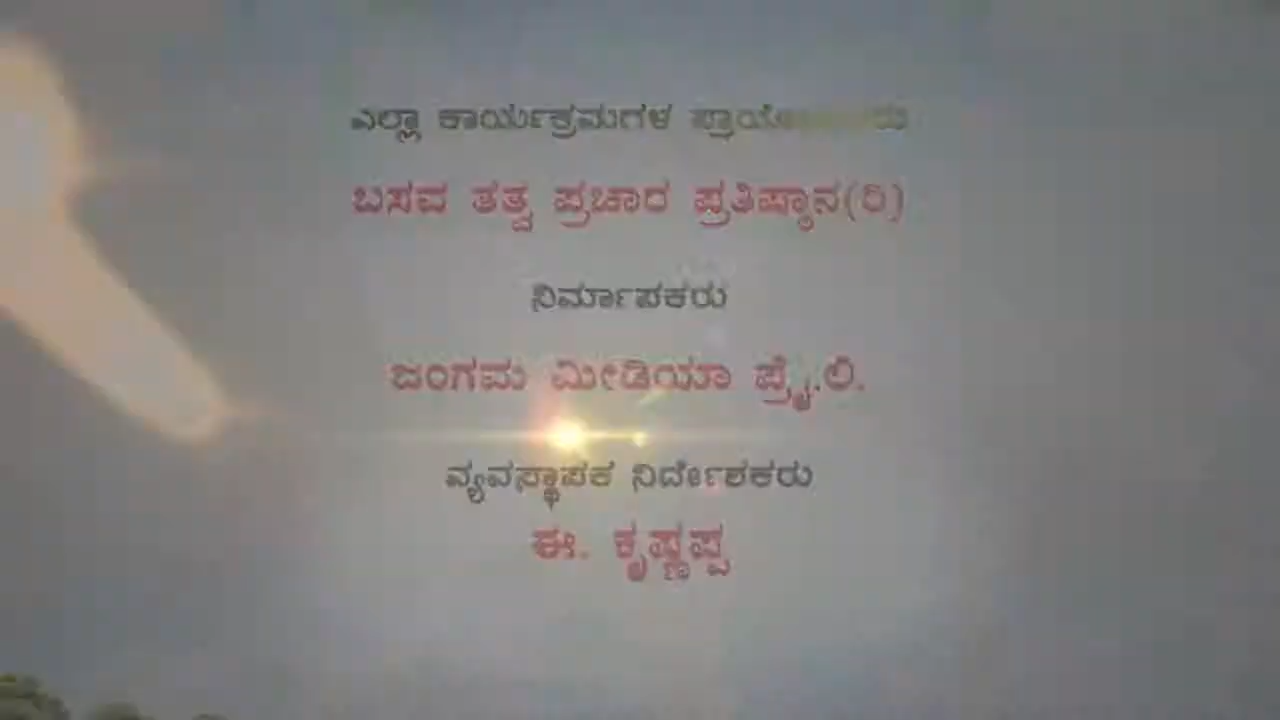 ಎಲ್ಲಾ ಕಾರ್ಯಕ್ರಮಗಳ
ಬಸವ ತತ್ವ ಪ್ರಚಾರ ಪ್ರತಿಷ್ಠಾನ(ರಿ)
ನಿರ್ಮಾಪಕರು
ಜಂಗಮ ಮೀಡಿಯಾ ಪ್ರೈ.ಲಿ.
ವ್ಯವಸ್ಥಾಪಕ ನಿರ್ದೇಶಕರು
ಈ. ಕೃಷ್ಣಪ್ಪ